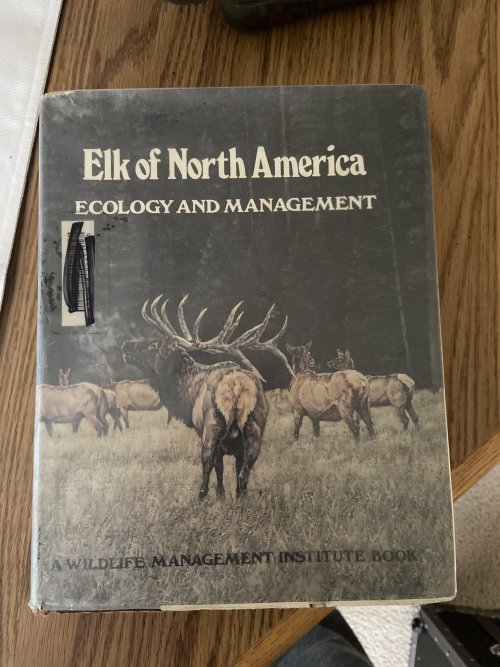 Elk of North America
ECOLOGY AND MANAGEMENT
A WILDLIFE MANAGEMENT INSTITUTE BOOK